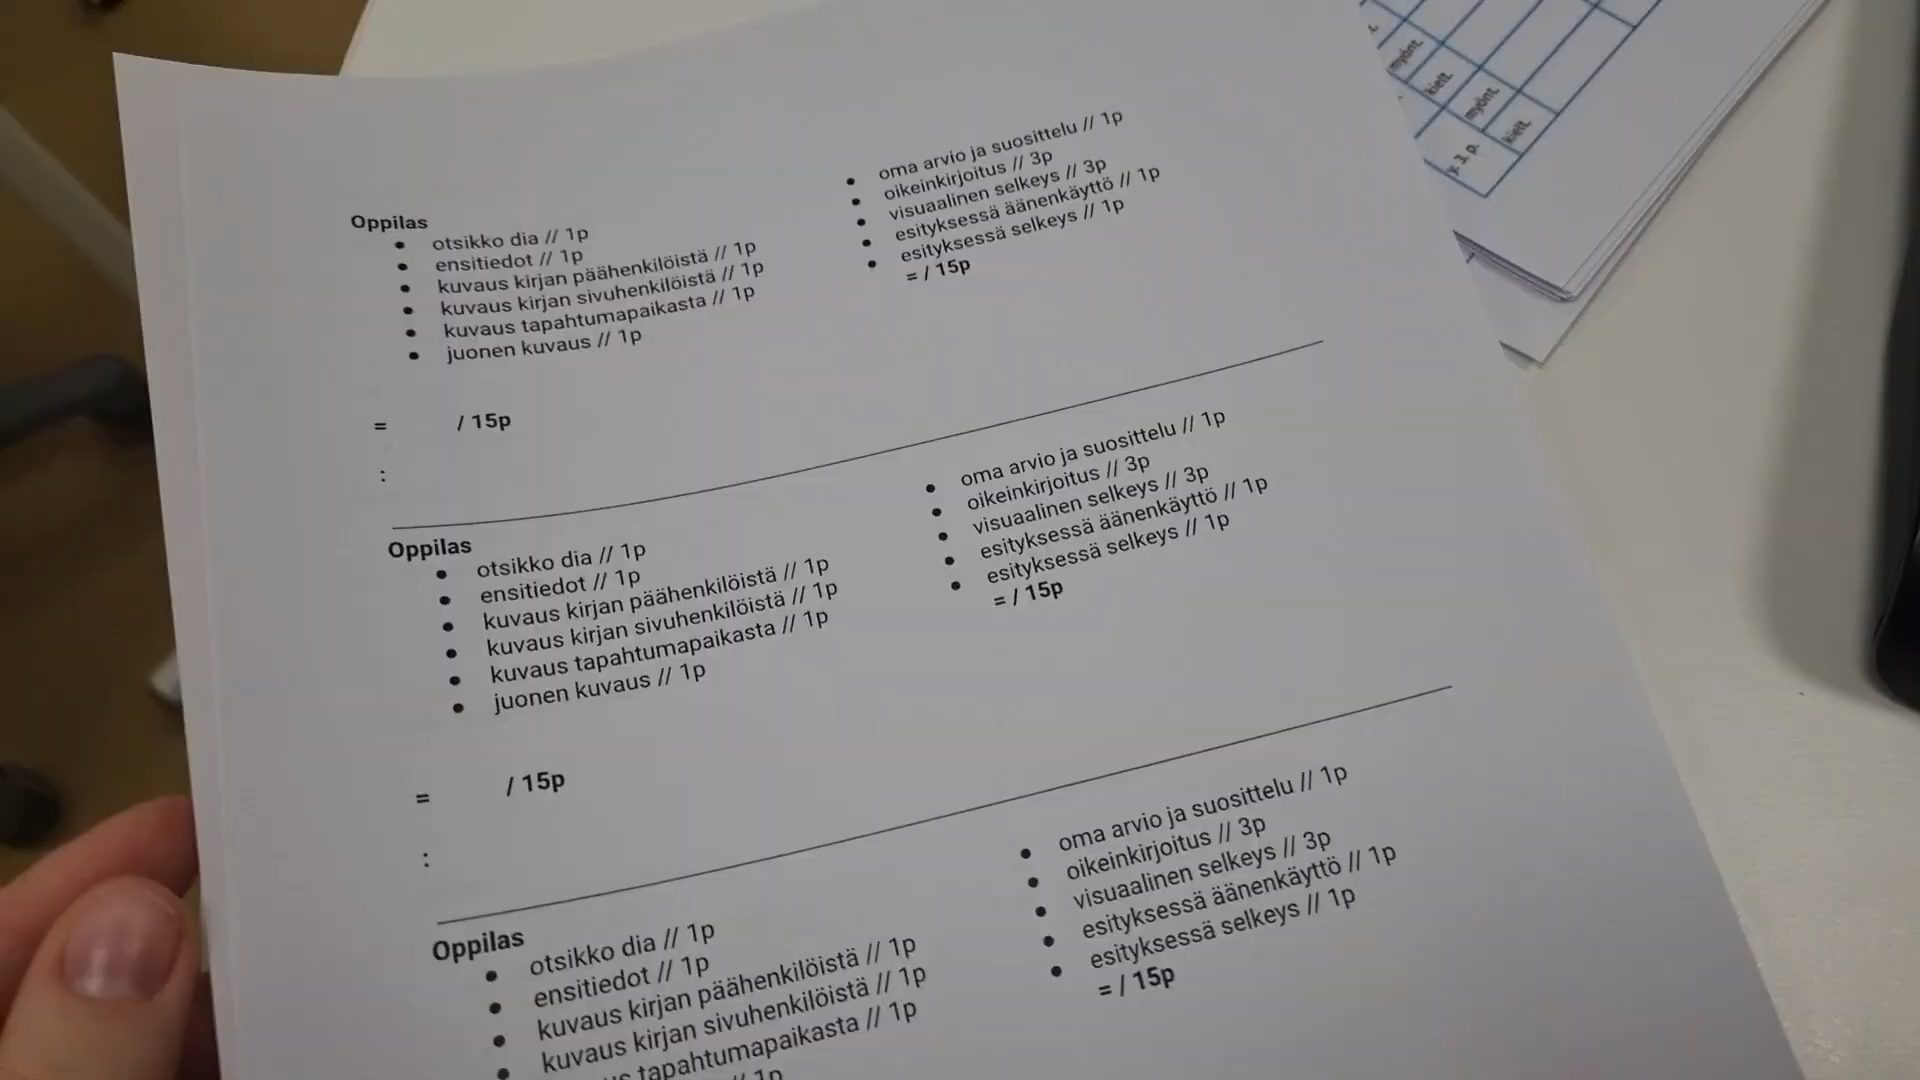 Oppilas
otsikko dia // 1p
ensitiedot // 1p
kuvaus kirjan päähenkilöistä // 1p
kuvaus kirjan sivuhenkilöistä // 1p
kuvaus tapahtumapaikasta // 1p
juonen kuvaus // 1p
oma arvio ja suosittelu // 1p
oikeinkirjoitus // 3p
visuaalinen selkeys // 3p
esityksessä äänenkäyttö // 1p
esityksessä selkeys // 1p
= / 15p
= / 15p
:
Oppilas
otsikko dia // 1p
ensitiedot // 1p
kuvaus kirjan päähenkilöistä // 1p
kuvaus kirjan sivuhenkilöistä // 1p
kuvaus tapahtumapaikasta // 1p
juonen kuvaus // 1p
oma arvio ja suosittelu // 1p
oikeinkirjoitus // 3p
visuaalinen selkeys // 3p
esityksessä äänenkäyttö // 1p
esityksessä selkeys // 1p
= / 15p
= / 15p
:
Oppilas
otsikko dia // 1p
ensitiedot // 1p
kuvaus kirjan päähenkilöistä // 1p
kuvaus kirjan sivuhenkilöistä // 1p
tapahtumapaikasta // 1p
// 1p
oma arvio ja suosittelu // 1p
oikeinkirjoitus // 3p
visuaalinen selkeys // 3p
esityksessä äänenkäyttö // 1p
esityksessä selkeys // 1p
= / 15p
myönt.
kielt.
myönt.
kielt.
y. 3. p.